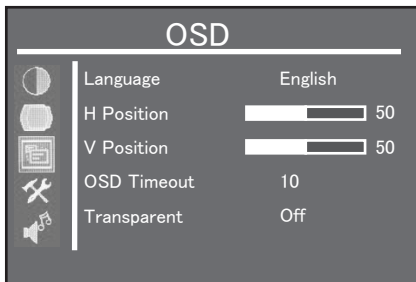 OSD
Language English
H Position 50
V Position 50
OSD Timeout 10
Transparent Off